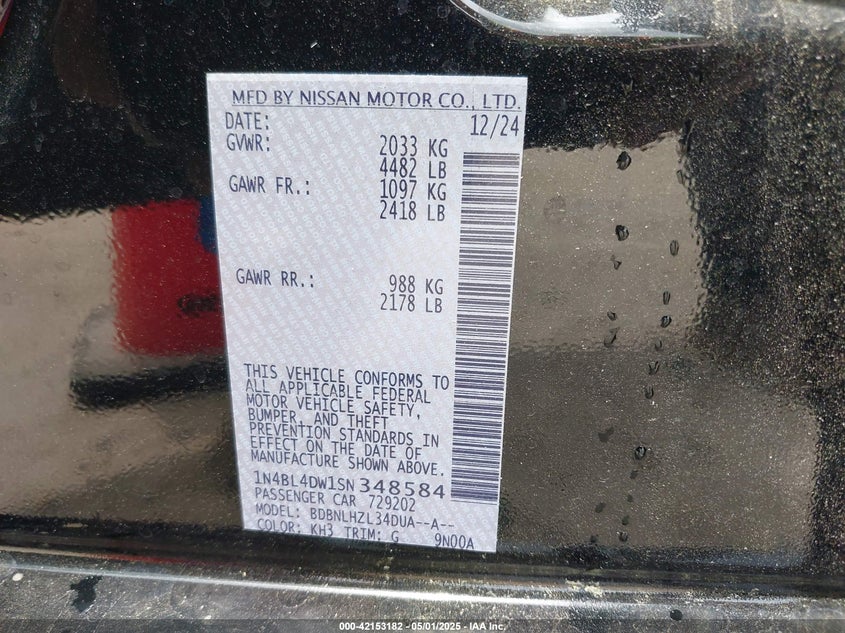 MFD BY NISSAN MOTOR CO., LTD.
DATE: 12/24
GVWR: 2033 KG
4482 LB
GAWR FR.: 1097 KG
2418 LB
GAWR RR.: 988 KG
2178 LB
THIS VEHICLE CONFORMS TO
ALL APPLICABLE FEDERAL
MOTOR VEHICLE SAFETY,
BUMPER, AND THEFT
PREVENTION STANDARDS IN
EFFECT ON THE DATE OF
MANUFACTURE SHOWN ABOVE.
1N4BL4DW1SN348584
PASSENGER CAR 729202
MODEL: BDBNLHZL34DUA--A--
COLOR: KH3 TRIM: G 9N00A
000-42153182 - 05/01/2025 - IAA Inc.